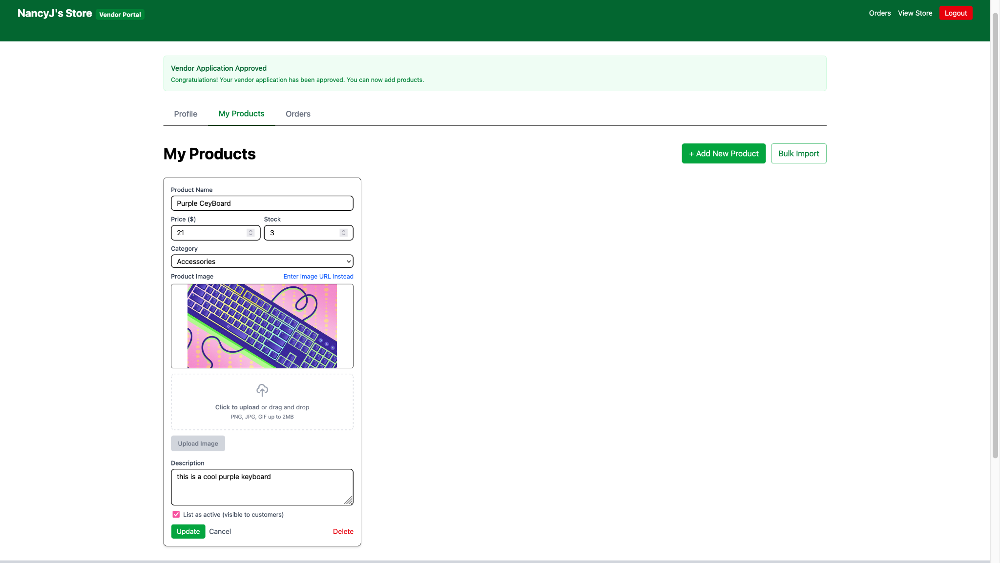 NancyJ's Store Vendor Portal Orders View Store Logout
Vendor Application Approved
Congratulations! Your vendor application has been approved. You can now add products.
Profile My Products Orders
My Products + Add New Product Bulk Import
Product Name
Purple CeyBoard
Price ($) Stock
21 3
Category
Accessories
Product Image Enter image URL instead
Click to upload or drag and drop
PNG, JPG, GIF up to 2MB
Upload Image
Description
this is a cool purple keyboard
List as active (visible to customers)
Update Cancel Delete